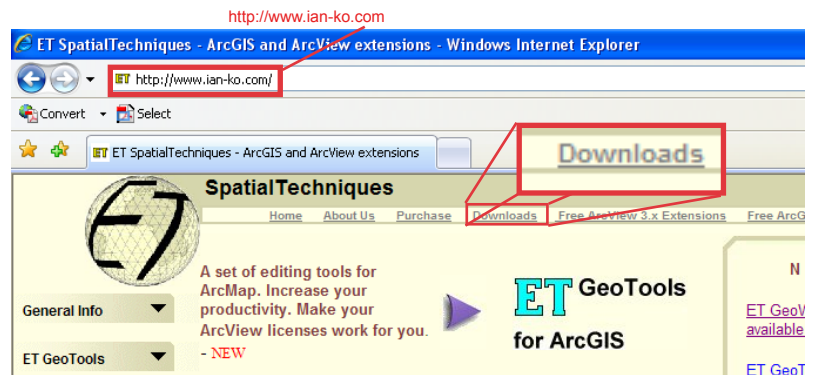 http://www.ian-ko.com
ET SpatialTechniques - ArcGIS and ArcView extensions - Windows Internet Explorer
ET http://www.ian-ko.com/
Convert Select
ET ET SpatialTechniques - ArcGIS and ArcView extensions
Downloads
ET
SpatialTechniques
Home About Us Purchase Downloads Free ArcView 3.x Extensions Free ArcG
A set of editing tools for
ArcMap. Increase your
productivity. Make your
ArcView licenses work for you.
- NEW
General Info
ET GeoTools
ET GeoTools
for ArcGIS
N
ET GeoW
available
ET GeoT